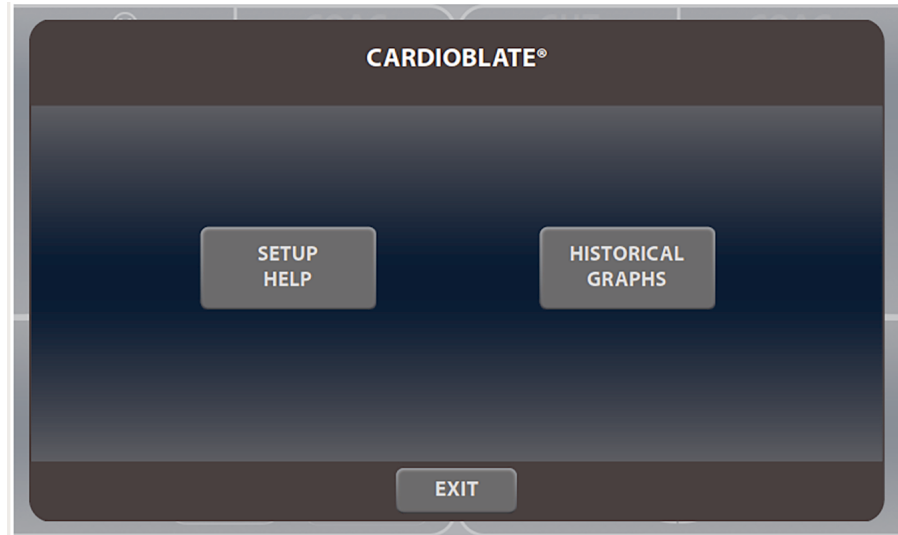 CARDIOBLATE®
SETUP
HELP
HISTORICAL
GRAPHS
EXIT